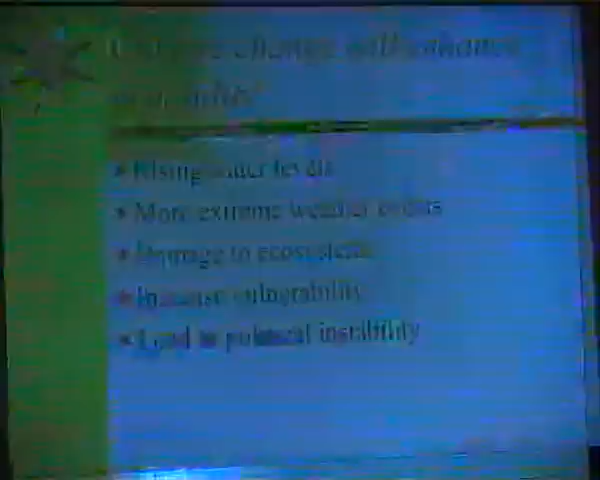 Climate change will enhance
• Rising water levels
• More extreme weather events
• Damage to ecosystems
• Increase vulnerability
• Lead to political instability